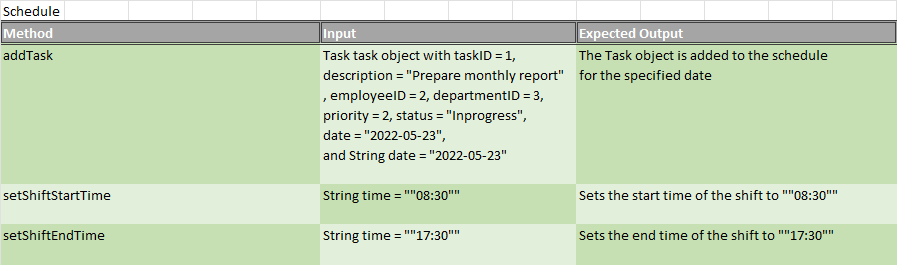 Schedule
Method Input Expected Output
addTask Task task object with taskID = 1, The Task object is added to the schedule
description = "Prepare monthly report" for the specified date
, employeeID = 2, departmentID = 3,
priority = 2, status = "Inprogress",
date = "2022-05-23",
and String date = "2022-05-23"
setShiftStartTime String time = ""08:30"" Sets the start time of the shift to ""08:30""
setShiftEndTime String time = ""17:30"" Sets the end time of the shift to ""17:30""